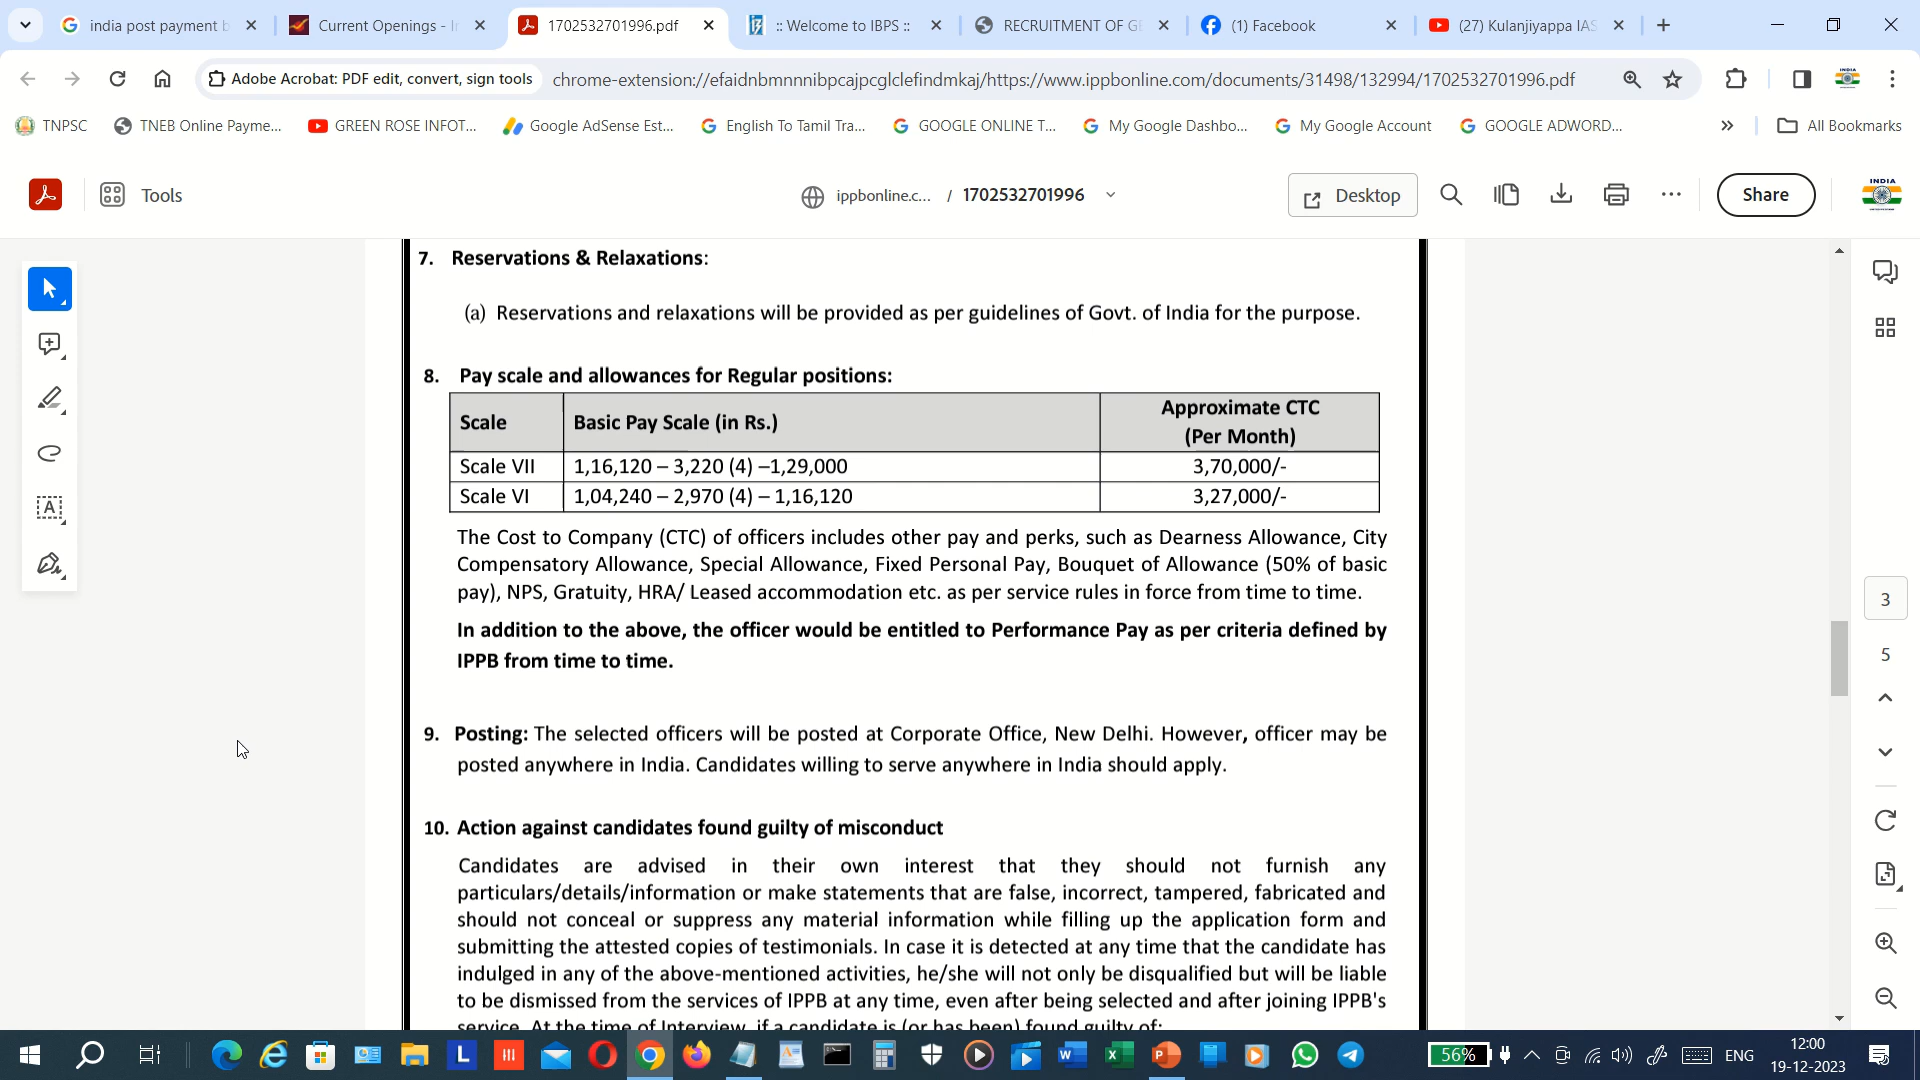 india post payment b
Current Openings - I
1702532701996.pdf
:: Welcome to IBPS ::
RECRUITMENT OF GE
(1) Facebook
(27) Kulanjiyappa IAS
Adobe Acrobat: PDF edit, convert, sign tools
chrome-extension://efaidnbmnnnibpcajpcglclefindmkaj/https://www.ippbonline.com/documents/31498/132994/1702532701996.pdf
TNPSC
TNEB Online Payme...
GREEN ROSE INFOT...
Google AdSense Est...
English To Tamil Tra...
GOOGLE ONLINE T...
My Google Dashbo...
My Google Account
GOOGLE ADWORD...
All Bookmarks
Tools
ippbonline.c... / 1702532701996
Desktop
Share
INDIA
7. Reservations & Relaxations:
(a) Reservations and relaxations will be provided as per guidelines of Govt. of India for the purpose.
8. Pay scale and allowances for Regular positions:
Scale
Basic Pay Scale (in Rs.)
Approximate CTC
(Per Month)
Scale VII
1,16,120 – 3,220 (4) –1,29,000
3,70,000/-
Scale VI
1,04,240 – 2,970 (4) – 1,16,120
3,27,000/-
The Cost to Company (CTC) of officers includes other pay and perks, such as Dearness Allowance, City
Compensatory Allowance, Special Allowance, Fixed Personal Pay, Bouquet of Allowance (50% of basic
pay), NPS, Gratuity, HRA/ Leased accommodation etc. as per service rules in force from time to time.
In addition to the above, the officer would be entitled to Performance Pay as per criteria defined by
IPPB from time to time.
9. Posting: The selected officers will be posted at Corporate Office, New Delhi. However, officer may be
posted anywhere in India. Candidates willing to serve anywhere in India should apply.
10. Action against candidates found guilty of misconduct
Candidates are advised in their own interest that they should not furnish any
particulars/details/information or make statements that are false, incorrect, tampered, fabricated and
should not conceal or suppress any material information while filling up the application form and
submitting the attested copies of testimonials. In case it is detected at any time that the candidate has
indulged in any of the above-mentioned activities, he/she will not only be disqualified but will be liable
to be dismissed from the services of IPPB at any time, even after being selected and after joining IPPB's
service. At the time of Interview, if a candidate is (or has been) found guilty of:
3
5
56%
ENG
12:00
19-12-2023